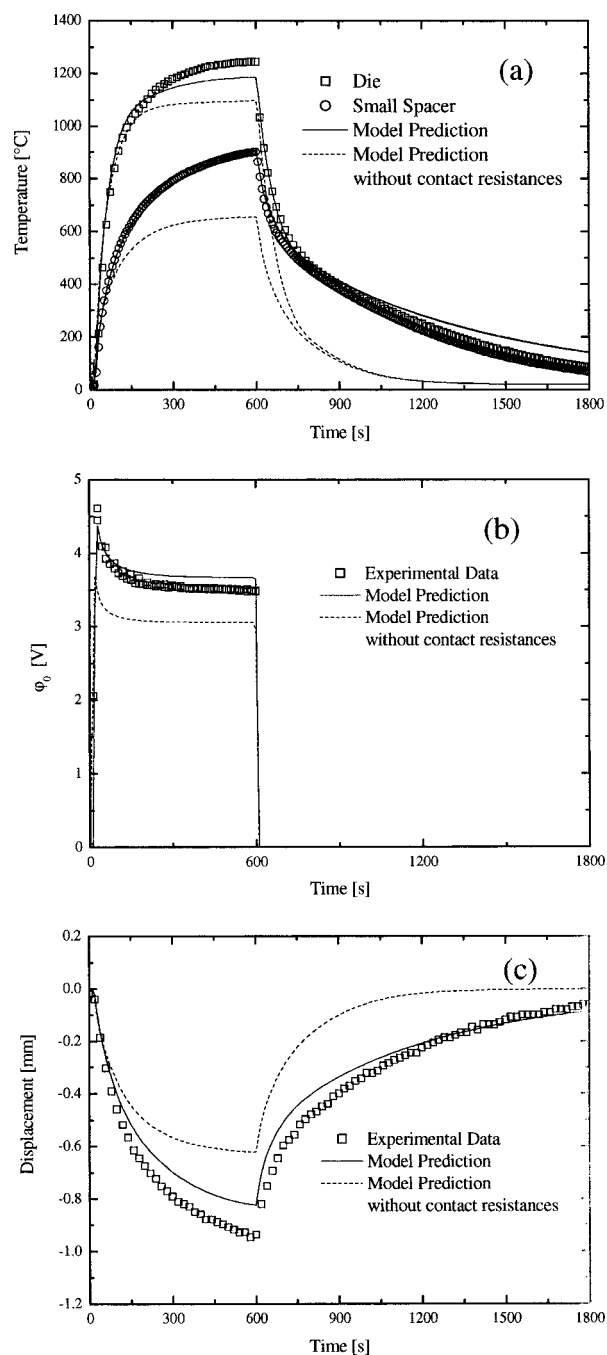 1400
1200
1000
800
600
400
200
0
Temperature [°C]
(a)
Die
Small Spacer
Model Prediction
Model Prediction
without contact resistances
0 300 600 900 1200 1500 1800
Time [s]
5
4
3
2
1
0
φ0 [V]
(b)
Experimental Data
Model Prediction
Model Prediction
without contact resistances
0 600 1200 1800
Time [s]
0.2
0.0
-0.2
-0.4
-0.6
-0.8
-1.0
-1.2
Displacement [mm]
(c)
Experimental Data
Model Prediction
Model Prediction
without contact resistances
0 300 600 900 1200 1500 1800
Time [s]